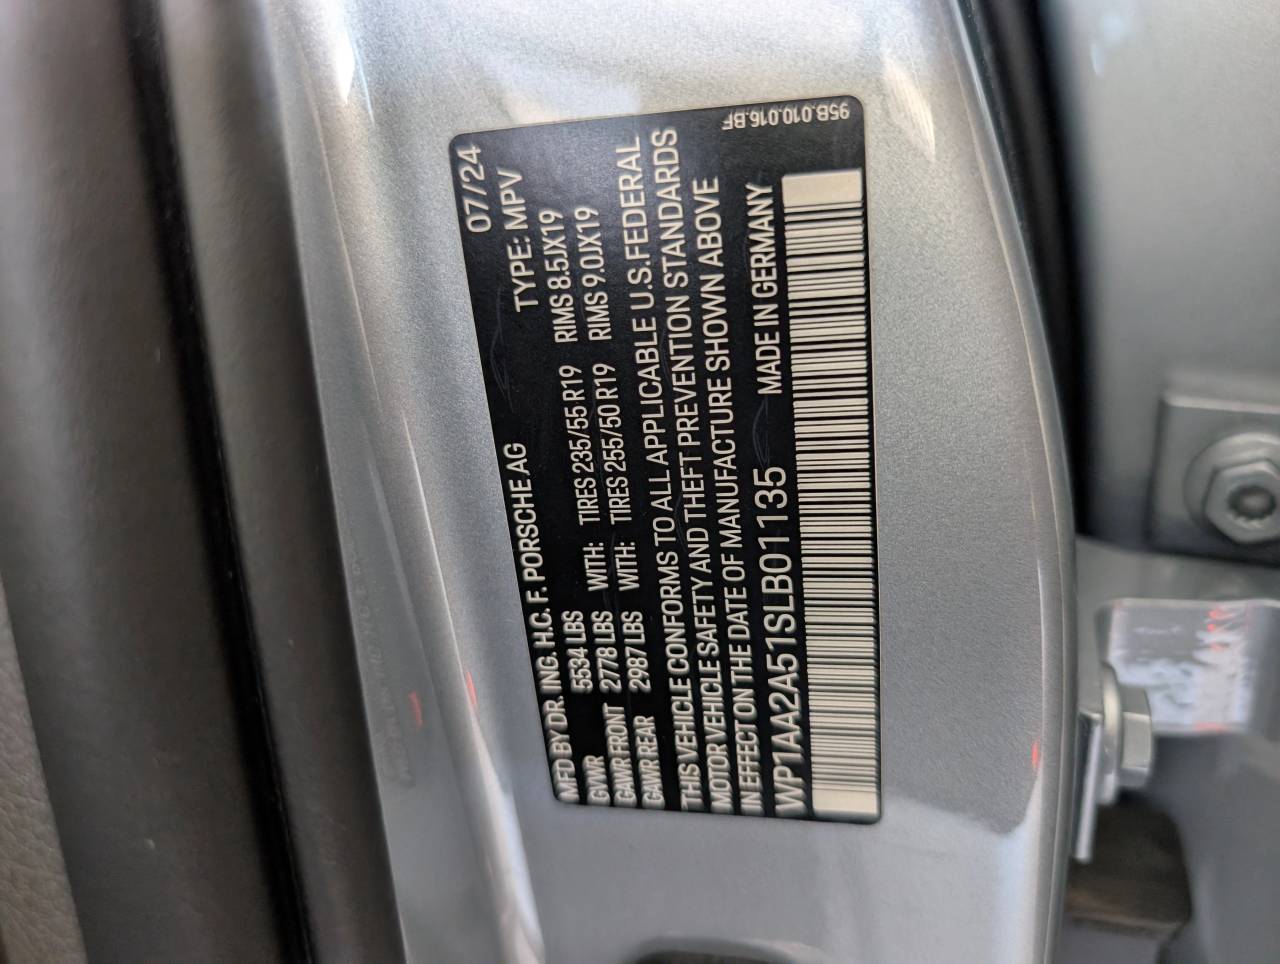 MFD BY DR. ING. H.C. F. PORSCHE AG 07/24
GVWR 5534 LBS TYPE: MPV
GAWR FRONT 2778 LBS WITH: TIRES 235/55 R19 RIMS 8.5JX19
GAWR REAR 2987 LBS WITH: TIRES 255/50 R19 RIMS 9.0JX19
THIS VEHICLE CONFORMS TO ALL APPLICABLE U.S.FEDERAL
MOTOR VEHICLE SAFETY AND THEFT PREVENTION STANDARDS
IN EFFECT ON THE DATE OF MANUFACTURE SHOWN ABOVE
WP1AA2A51SLB01135 MADE IN GERMANY
95B.010.016.BF